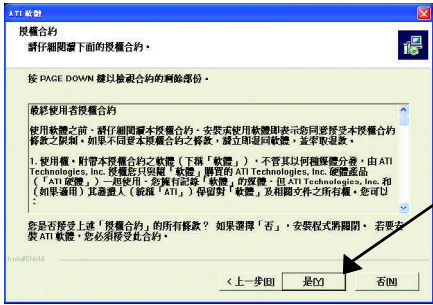 ATI 軟體
授權合約
請仔細閱讀下面的授權合約。
按 PAGE DOWN 鍵以檢視合約的剩餘部份。
最終使用者授權合約
使用軟體之前，請仔細閱讀本授權合約。安裝或使用軟體即表示您同意接受本授權合約
條款之限制。如果不同意本授權合約之條款，請立即退回軟體，並索取退款。
1. 使用權。附帶本授權合約之軟體（下稱「軟體」），不管其以何種媒體分發，由 ATI
Technologies, Inc. 授權您只與隨「軟體」購買的 ATI Technologies, Inc. 硬體產品
（「ATI 硬體」）一起使用。您擁有記錄「軟體」的媒體，但 ATI Technologies, Inc. 和
（如果適用）其證證人（統稱「ATI」）保留對「軟體」及相關文件之所有權。您可以
：
您是否接受上述「授權合約」的所有條款？ 如果選擇「否」，安裝程式將關閉。 若要安
裝 ATI 軟體，您必須接受此合約。
InstallShield
< 上一步(B)
是(Y)
否(N)